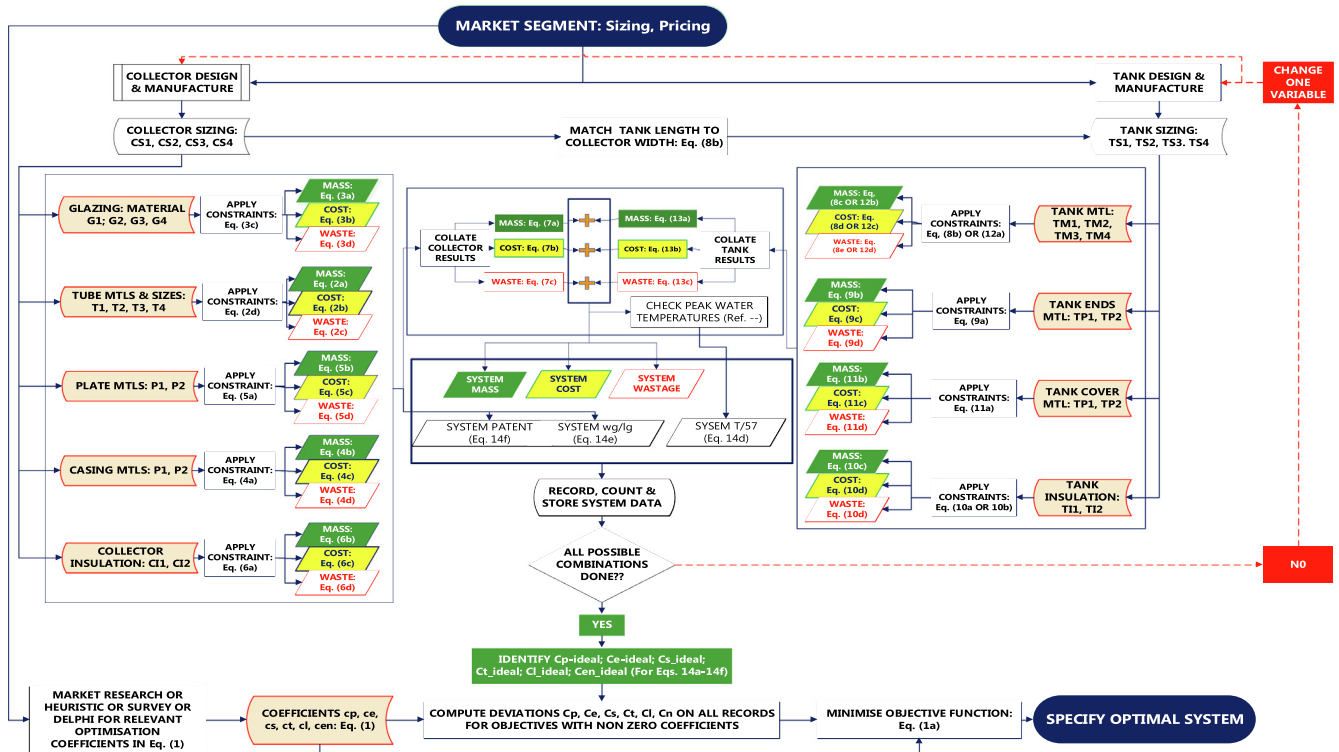 MARKET SEGMENT: Sizing, Pricing
COLLECTOR DESIGN
& MANUFACTURE
TANK DESIGN &
MANUFACTURE
CHANGE
ONE
VARIABLE
COLLECTOR SIZING:
CS1, CS2, CS3, CS4
MATCH TANK LENGTH TO
COLLECTOR WIDTH: Eq. (8b)
TANK SIZING:
TS1, TS2, TS3. TS4
GLAZING: MATERIAL
G1; G2, G3, G4
APPLY
CONSTRAINTS:
Eq. (3c)
MASS:
Eq. (3a)
COST:
Eq. (3b)
WASTE:
Eq. (3d)
TUBE MTLS & SIZES:
T1, T2, T3, T4
APPLY
CONSTRAINTS:
Eq. (2d)
MASS:
Eq. (2a)
COST:
Eq. (2b)
WASTE:
Eq. (2c)
PLATE MTLS: P1, P2
APPLY
CONSTRAINT:
Eq. (5a)
MASS:
Eq. (5b)
COST:
Eq. (5c)
WASTE:
Eq. (5d)
CASING MTLS: P1, P2
APPLY
CONSTRAINT:
Eq. (4a)
MASS:
Eq. (4b)
COST:
Eq. (4c)
WASTE:
Eq. (4d)
COLLECTOR
INSULATION: CI1, CI2
APPLY
CONSTRAINT:
Eq. (6a)
MASS:
Eq. (6b)
COST:
Eq. (6c)
WASTE:
Eq. (6d)
COLLATE
COLLECTOR
RESULTS
MASS: Eq. (7a)
COST: Eq. (7b)
WASTE: Eq. (7c)
MASS: Eq. (13a)
COST: Eq. (13b)
WASTE: Eq. (13c)
COLLATE
TANK
RESULTS
CHECK PEAK WATER
TEMPERATURES (Ref. --)
SYSTEM
MASS
SYSTEM
COST
SYSTEM
WASTAGE
SYSTEM PATENT
(Eq. 14f)
SYSTEM wg/lg
(Eq. 14e)
SYSEM T/57
(Eq. 14d)
MASS: Eq,
(8c OR 12b)
COST: Eq.
(8d OR 12c)
WASTE: Eq.
(8e OR 12d)
APPLY
CONSTRAINTS:
Eq, (8b) OR (12a)
TANK MTL:
TM1, TM2,
TM3, TM4
MASS:
Eq. (9b)
COST:
Eq. (9c)
WASTE:
Eq. (9d)
APPLY
CONSTRAINTS:
Eq, (9a)
TANK ENDS
MTL: TP1, TP2
MASS:
Eq. (11b)
COST:
Eq. (11c)
WASTE:
Eq. (11d)
APPLY
CONSTRAINTS:
Eq. (11a)
TANK COVER
MTL: TP1, TP2
MASS:
Eq. (10c)
COST:
Eq. (10d)
WASTE:
Eq. (10d)
APPLY
CONSTRAINTS:
Eq. (10a OR 10b)
TANK
INSULATION:
TI1, TI2
RECORD, COUNT &
STORE SYSTEM DATA
ALL POSSIBLE
COMBINATIONS
DONE??
N0
YES
IDENTIFY Cp-ideal; Ce-ideal; Cs_ideal;
Ct_ideal; Cl_ideal; Cen_ideal (For Eqs. 14a-14f)
MARKET RESEARCH OR
HEURISTIC OR SURVEY OR
DELPHI FOR RELEVANT
OPTIMISATION
COEFFICIENTS IN Eq. (1)
COEFFICIENTS cp, ce,
cs, ct, cl, cen: Eq. (1)
COMPUTE DEVIATIONS Cp, Ce, Cs, Ct, Cl, Cn ON ALL RECORDS
FOR OBJECTIVES WITH NON ZERO COEFFICIENTS
MINIMISE OBJECTIVE FUNCTION:
Eq. (1a)
SPECIFY OPTIMAL SYSTEM